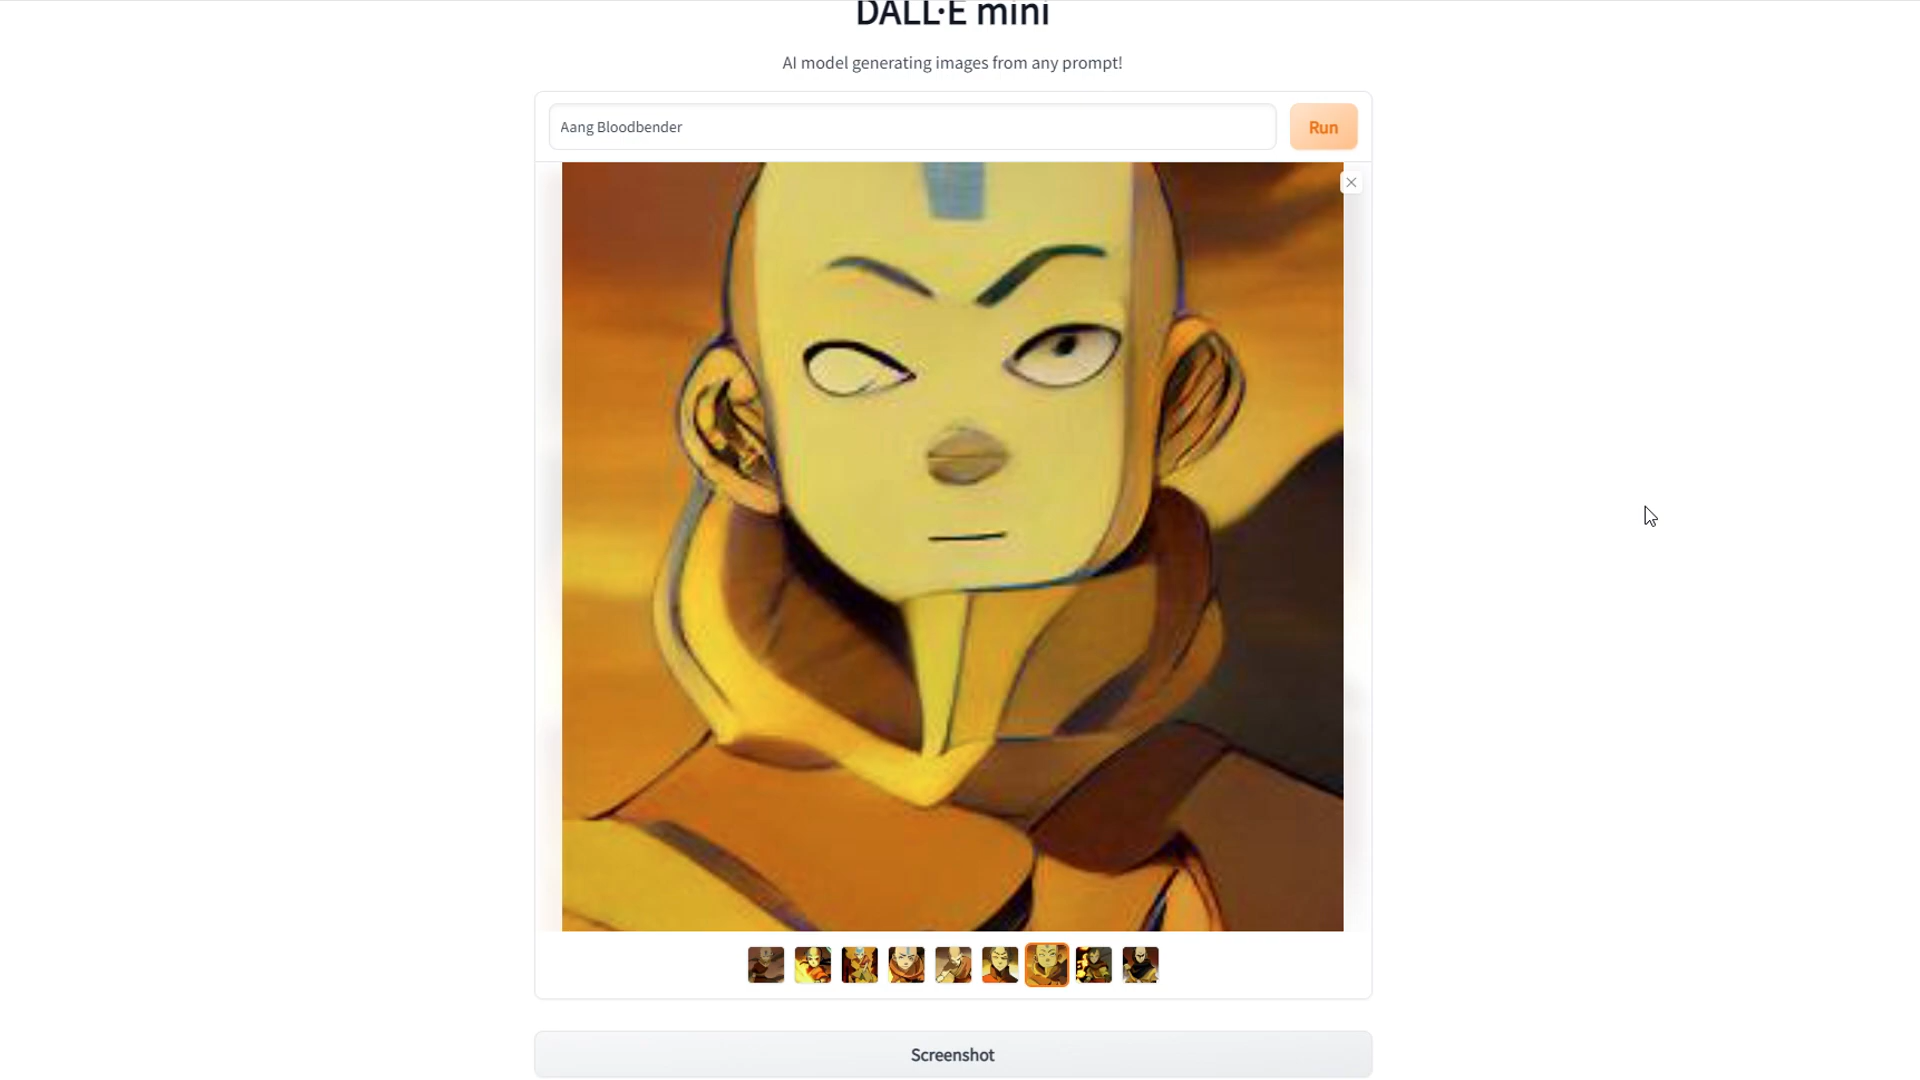 DALL·E mini
AI model generating images from any prompt!
Aang Bloodbender
Run
Screenshot